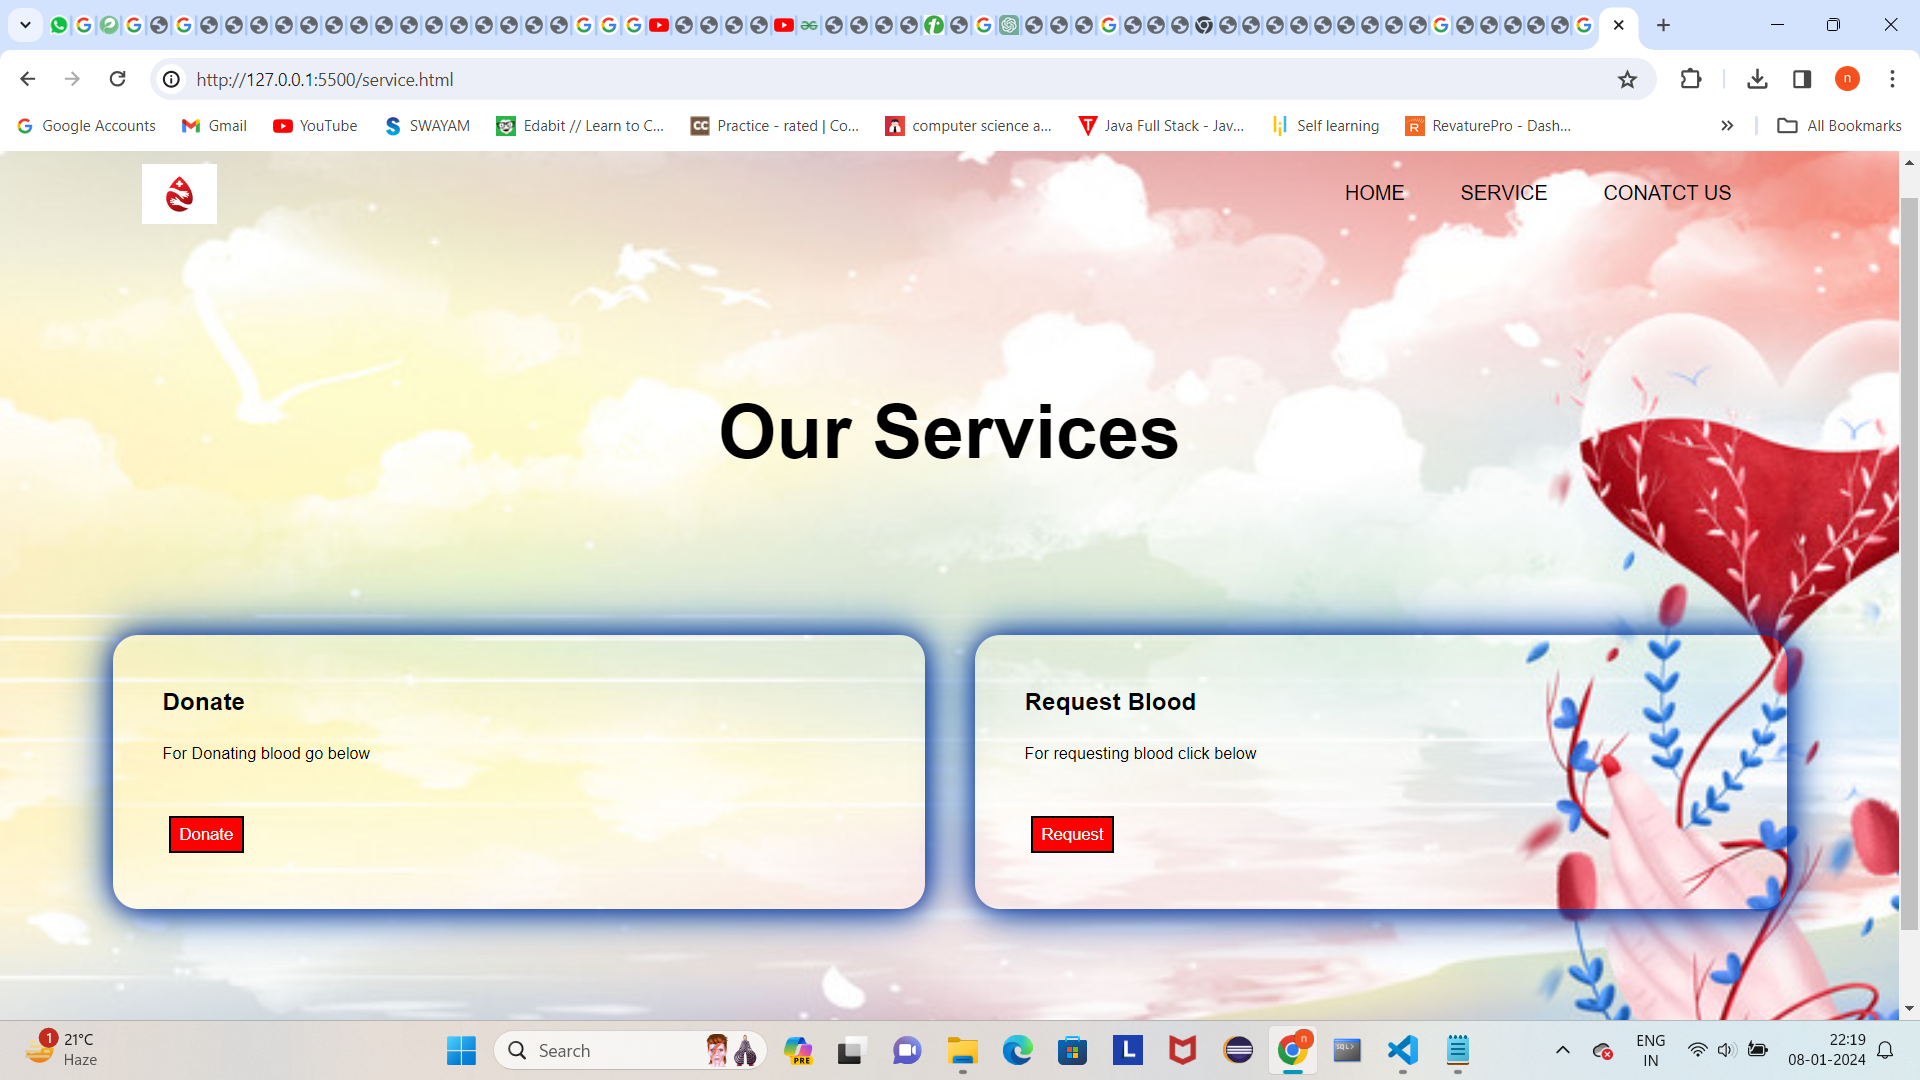 http://127.0.0.1:5500/service.html
n
Google Accounts
Gmail
YouTube
SWAYAM
Edabit // Learn to C...
Practice - rated | Co...
computer science a...
Java Full Stack - Jav...
Self learning
RevaturePro - Dash...
All Bookmarks
HOME
SERVICE
CONATCT US
Our Services
Donate
For Donating blood go below
Donate
Request Blood
For requesting blood click below
Request
1
21°C
Haze
Search
PRE
L
n
SQL>
ENG
IN
22:19
08-01-2024